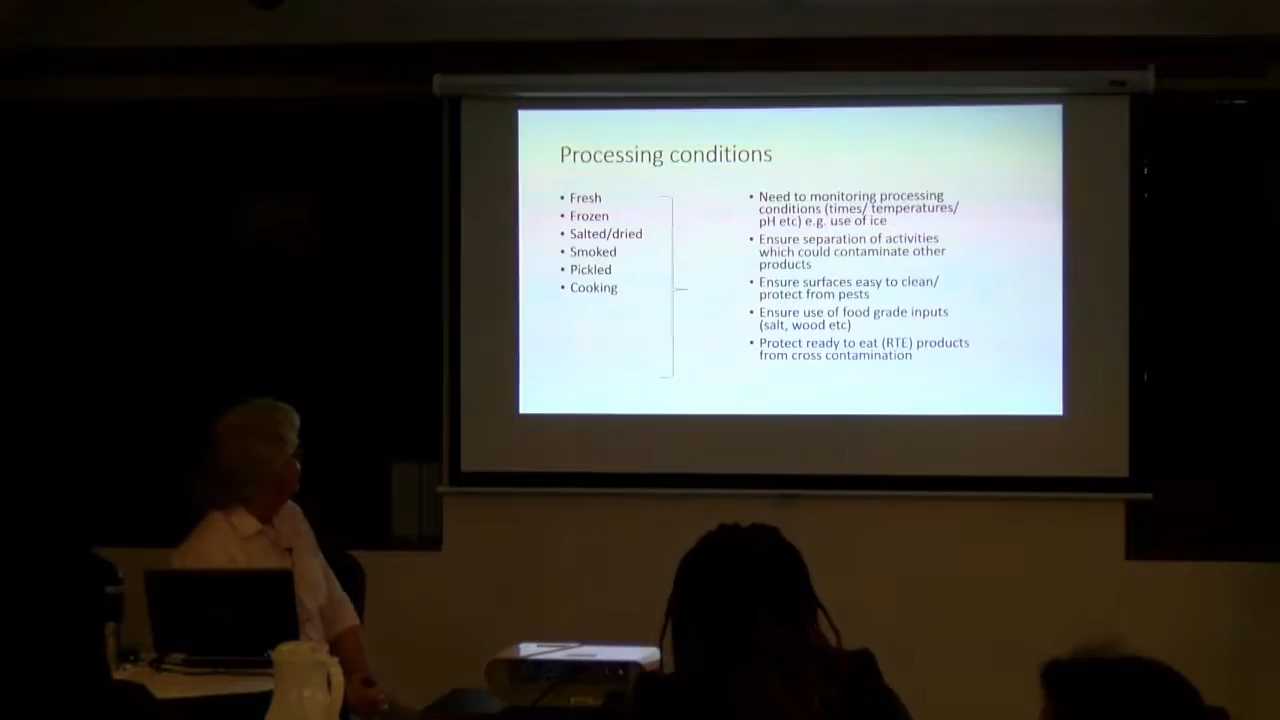 Processing conditions
• Fresh
• Frozen
• Salted/dried
• Smoked
• Pickled
• Cooking
• Need to monitoring processing
conditions (times/ temperatures/
pH etc) e.g. use of ice
• Ensure separation of activities
which could contaminate other
products
• Ensure surfaces easy to clean/
protect from pests
• Ensure use of food grade inputs
(salt, wood etc)
• Protect ready to eat (RTE) products
from cross contamination